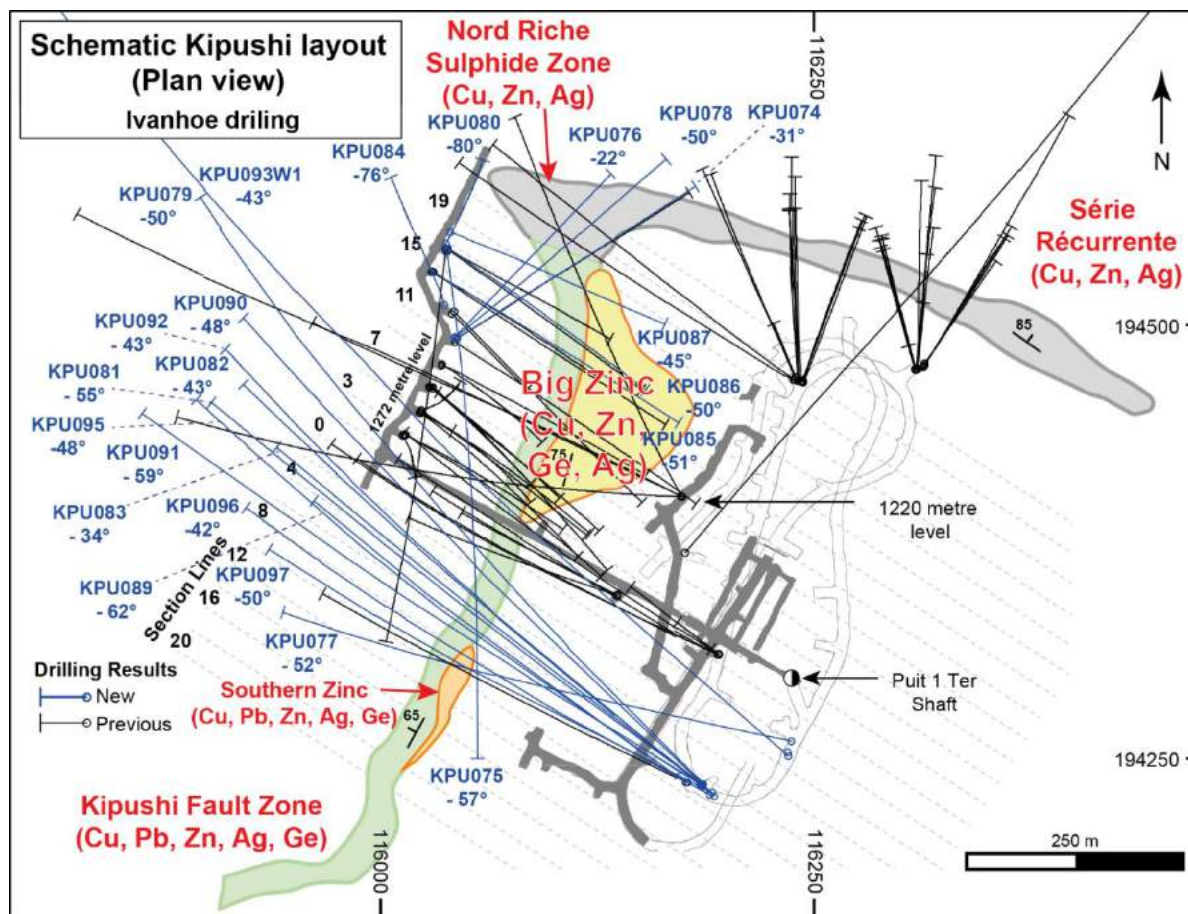 Schematic Kipushi layout
(Plan view)
Ivanhoe driling
Nord Riche
Sulphide Zone
(Cu, Zn, Ag)
116250
N
KPU080
-80°
KPU076
-22°
KPU078
-50°
KPU074
-31°
KPU084
-76°
KPU093W1
-43°
KPU079
-50°
19
15
11
7
3
0
4
8
12
16
20
Section Lines
1272 metre level
Série
Récurrente
(Cu, Zn, Ag)
85
194500
KPU090
- 48°
KPU092
- 43°
KPU082
- 43°
KPU081
- 55°
KPU095
-48°
KPU091
- 59°
KPU083
- 34°
KPU096
-42°
KPU089
- 62°
KPU097
-50°
KPU077
- 52°
KPU087
-45°
KPU086
-50°
KPU085
-51°
Big Zinc
(Cu, Zn,
Ge, Ag)
75
1220 metre
level
Drilling Results
New
Previous
Southern Zinc
(Cu, Pb, Zn, Ag, Ge)
65
Puit 1 Ter
Shaft
KPU075
- 57°
194250
Kipushi Fault Zone
(Cu, Pb, Zn, Ag, Ge)
116000
116250
250 m